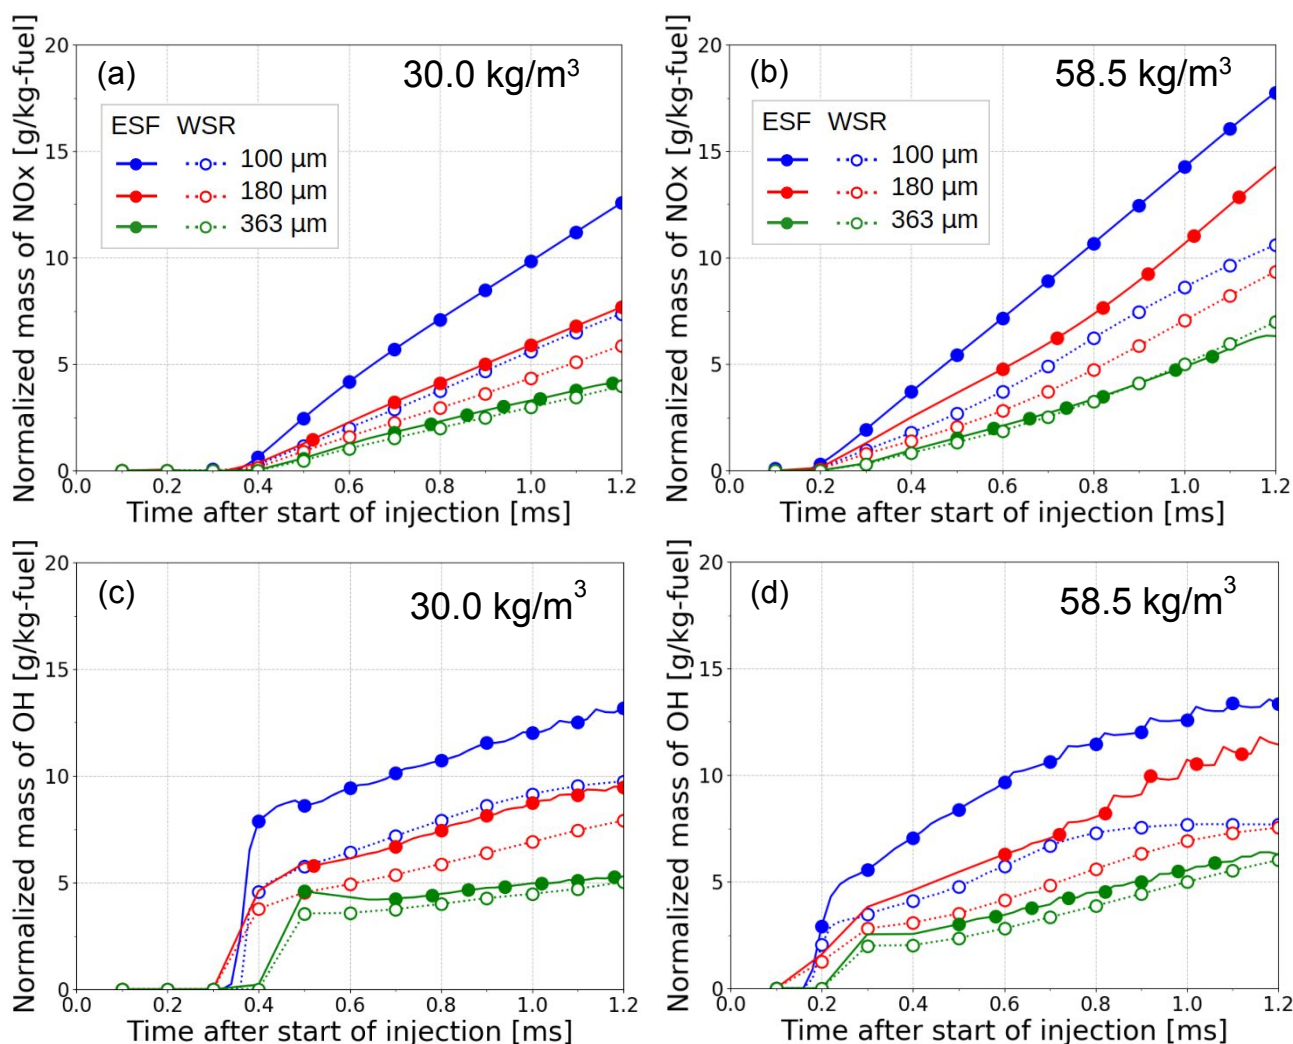 (a) 30.0 kg/m³
ESF WSR
100 µm
180 µm
363 µm
Normalized mass of NOx [g/kg-fuel]
20
15
10
5
0
0.0 0.2 0.4 0.6 0.8 1.0 1.2
Time after start of injection [ms]
(b) 58.5 kg/m³
ESF WSR
100 µm
180 µm
363 µm
Normalized mass of NOx [g/kg-fuel]
20
15
10
5
0
0.0 0.2 0.4 0.6 0.8 1.0 1.2
Time after start of injection [ms]
(c) 30.0 kg/m³
Normalized mass of OH [g/kg-fuel]
20
15
10
5
0
0.0 0.2 0.4 0.6 0.8 1.0 1.2
Time after start of injection [ms]
(d) 58.5 kg/m³
Normalized mass of OH [g/kg-fuel]
20
15
10
5
0
0.0 0.2 0.4 0.6 0.8 1.0 1.2
Time after start of injection [ms]